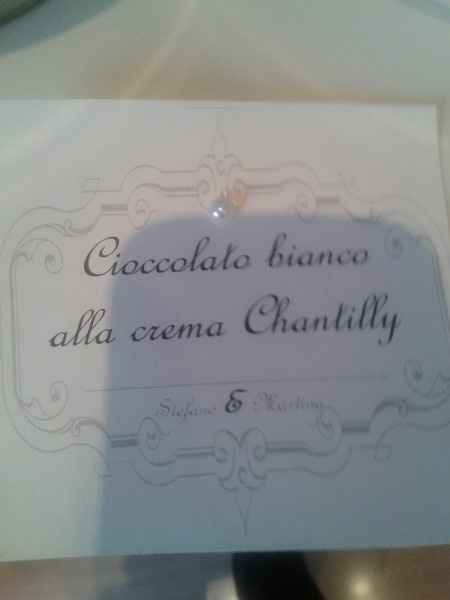 Cioccolato bianco
alla crema Chantilly
Stefano & Martina